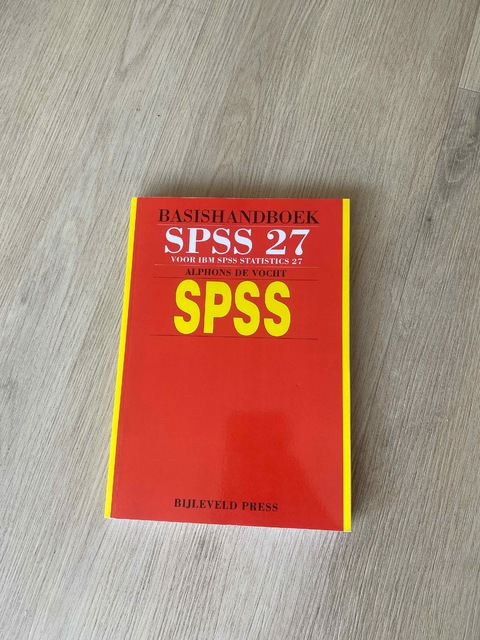 BASISHANDBOEK
SPSS 27
VOOR IBM SPSS STATISTICS 27
ALPHONS DE VOCHT
SPSS
BIJLEVELD PRESS